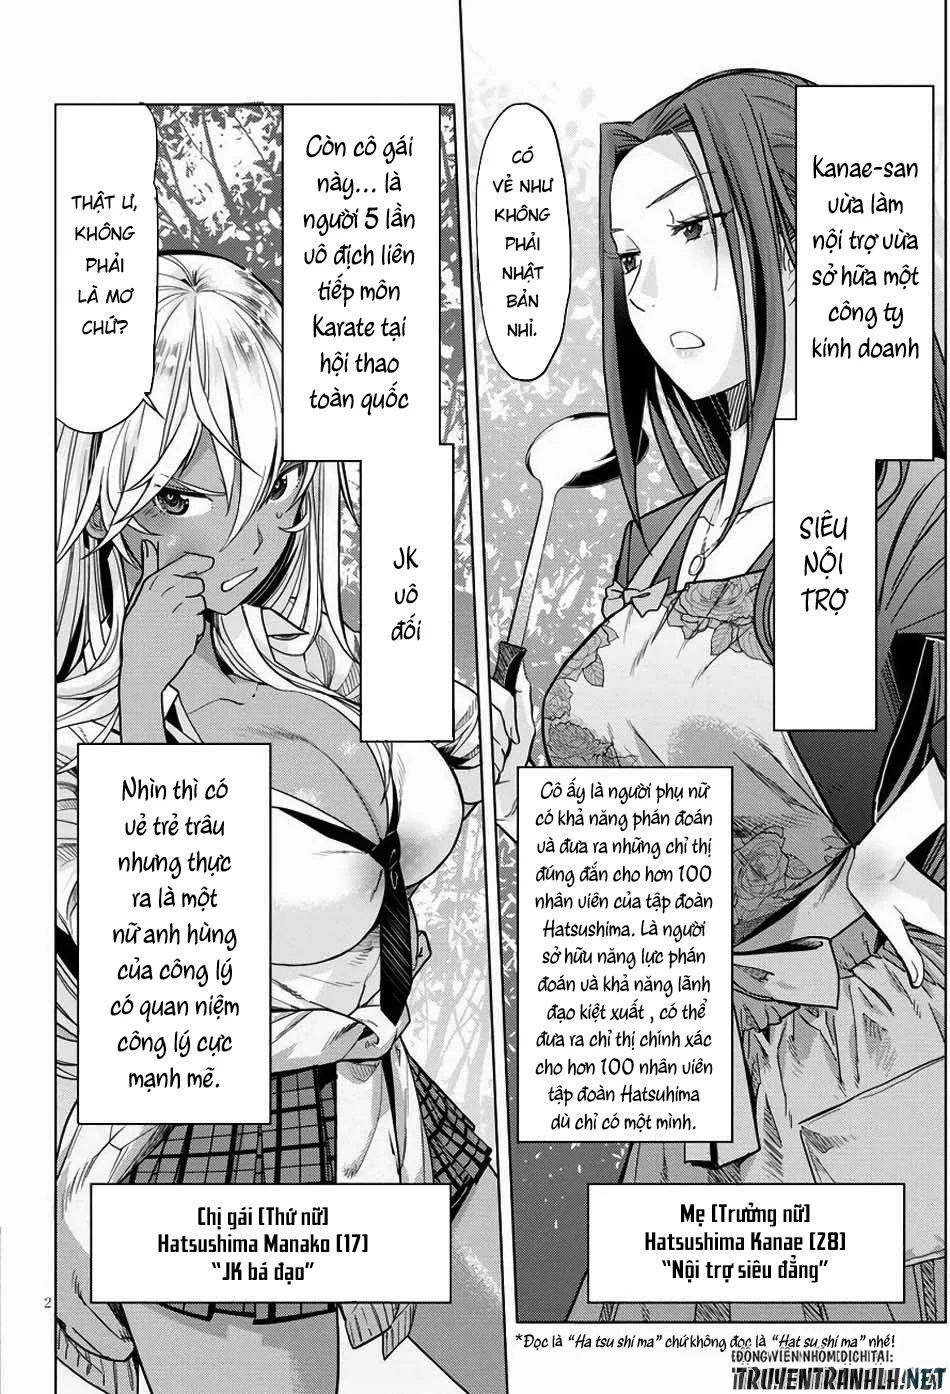 Kanae-san
vừa làm
nội trợ vừa
sở hữu một
công ty
kinh doanh
SIÊU
NỘI
TRỢ
CÓ
VẺ NHƯ
KHÔNG
PHẢI
NHẬT
BẢN
NHỈ.
Cô ấy là người phụ nữ
có khả năng phán đoán
và đưa ra những chỉ thị
đúng đắn cho hơn 100
nhân viên của tập đoàn
Hatsushima. Là người
sở hữu năng lực phán
đoán và khả năng lãnh
đạo kiệt xuất , có thể
đưa ra chỉ thị chính xác
cho hơn 100 nhân viên
tập đoàn Hatsuhima
dù chỉ có một mình.
Mẹ [Trưởng nữ]
Hatsushima Kanae [28]
“Nội trợ siêu đẳng”
Còn cô gái
này... là
người 5 lần
vô địch liên
tiếp môn
Karate tại
hội thao
toàn quốc
JK
vô
đối
THẬT Ư,
KHÔNG
PHẢI
LÀ MƠ
CHỨ?
Nhìn thì có
vẻ trẻ trâu
nhưng thực
ra là một
nữ anh hùng
của công lý
có quan niệm
công lý cực
mạnh mẽ.
Chị gái [Thứ nữ]
Hatsushima Manako [17]
“JK bá đạo”
2
*Đọc là “Ha tsu shi ma” chứ không đọc là “Hat su shi ma” nhé!
ĐỘNG VIÊN NHÓM DỊCH TẠI:
TRUYENTRANHLH.NET